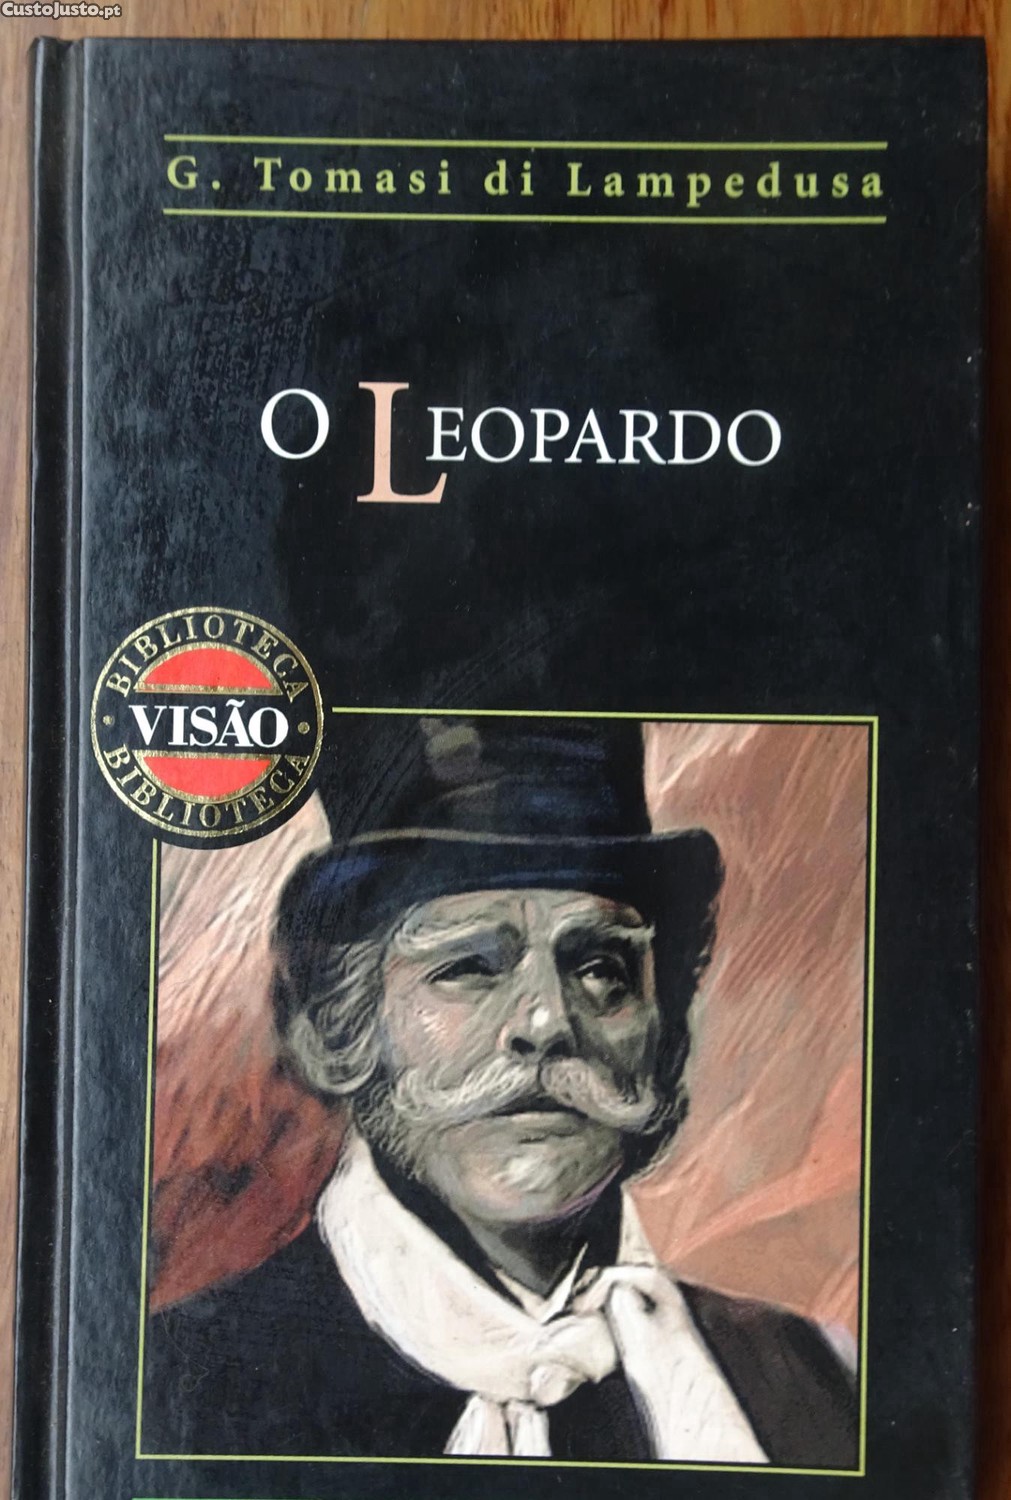 CustoJusto.pt
G. Tomasi di Lampedusa
O LEOPARDO
BIBLIOTECA
VISÃO
BIBLIOTECA